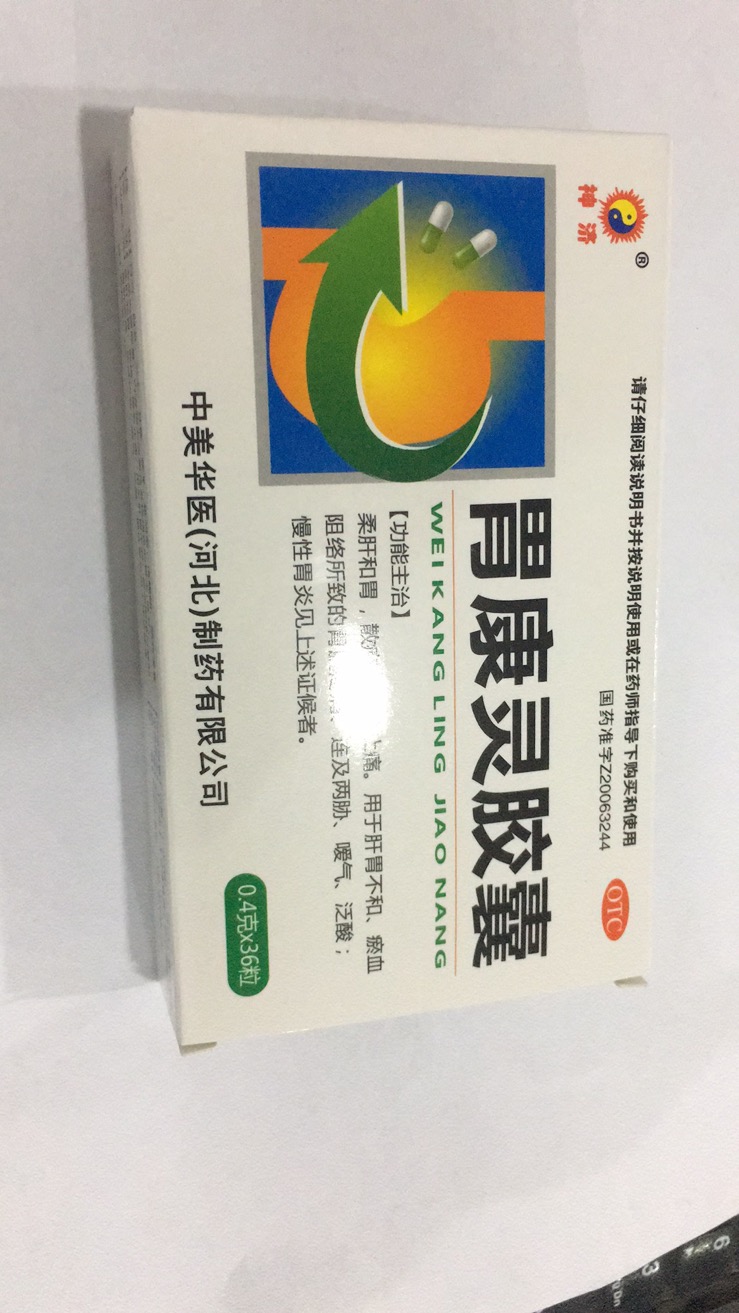 神济
®
请仔细阅读说明书并按说明使用或在药师指导下购买和使用
国药准字Z20063244
OTC
胃康灵胶囊
WEI KANG LING JIAO NANG
【功能主治】
柔肝和胃，散 痛。用于肝胃不和、瘀血
阻络所致的胃 连及两胁、嗳气、泛酸；
慢性胃炎见上述证候者。
0.4克x36粒
中美华医(河北)制药有限公司
6
3